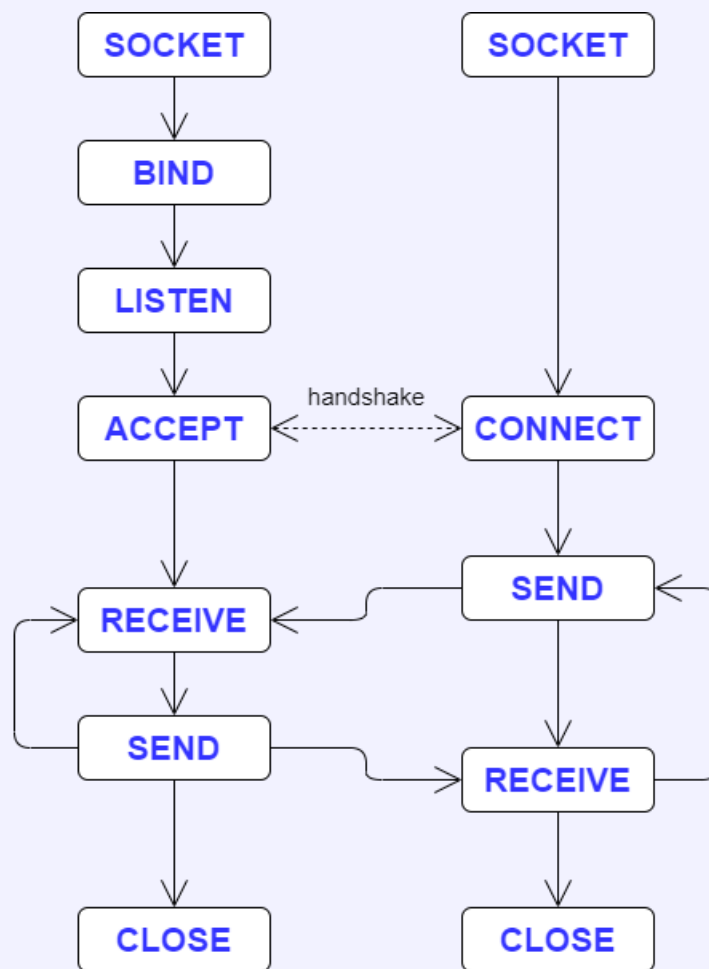 SOCKET
SOCKET
BIND
LISTEN
handshake
ACCEPT
CONNECT
SEND
RECEIVE
SEND
RECEIVE
CLOSE
CLOSE